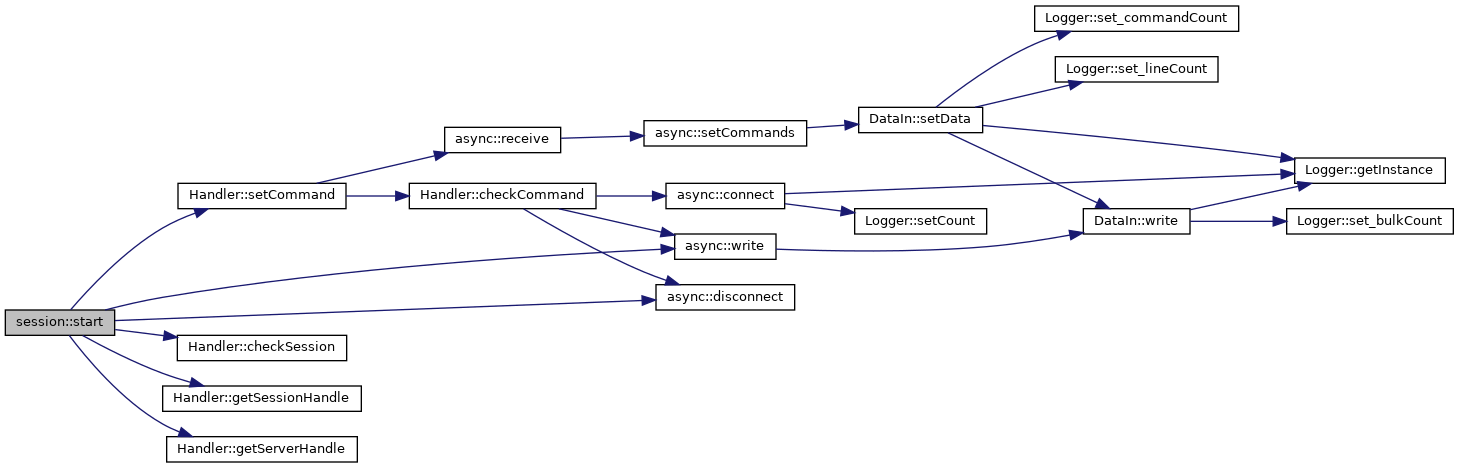 Logger::set_commandCount
Logger::set_lineCount
DataIn::setData
async::setCommands
async::receive
Logger::getInstance
Handler::setCommand
Handler::checkCommand
async::connect
Logger::setCount
DataIn::write
Logger::set_bulkCount
async::write
async::disconnect
session::start
Handler::checkSession
Handler::getSessionHandle
Handler::getServerHandle